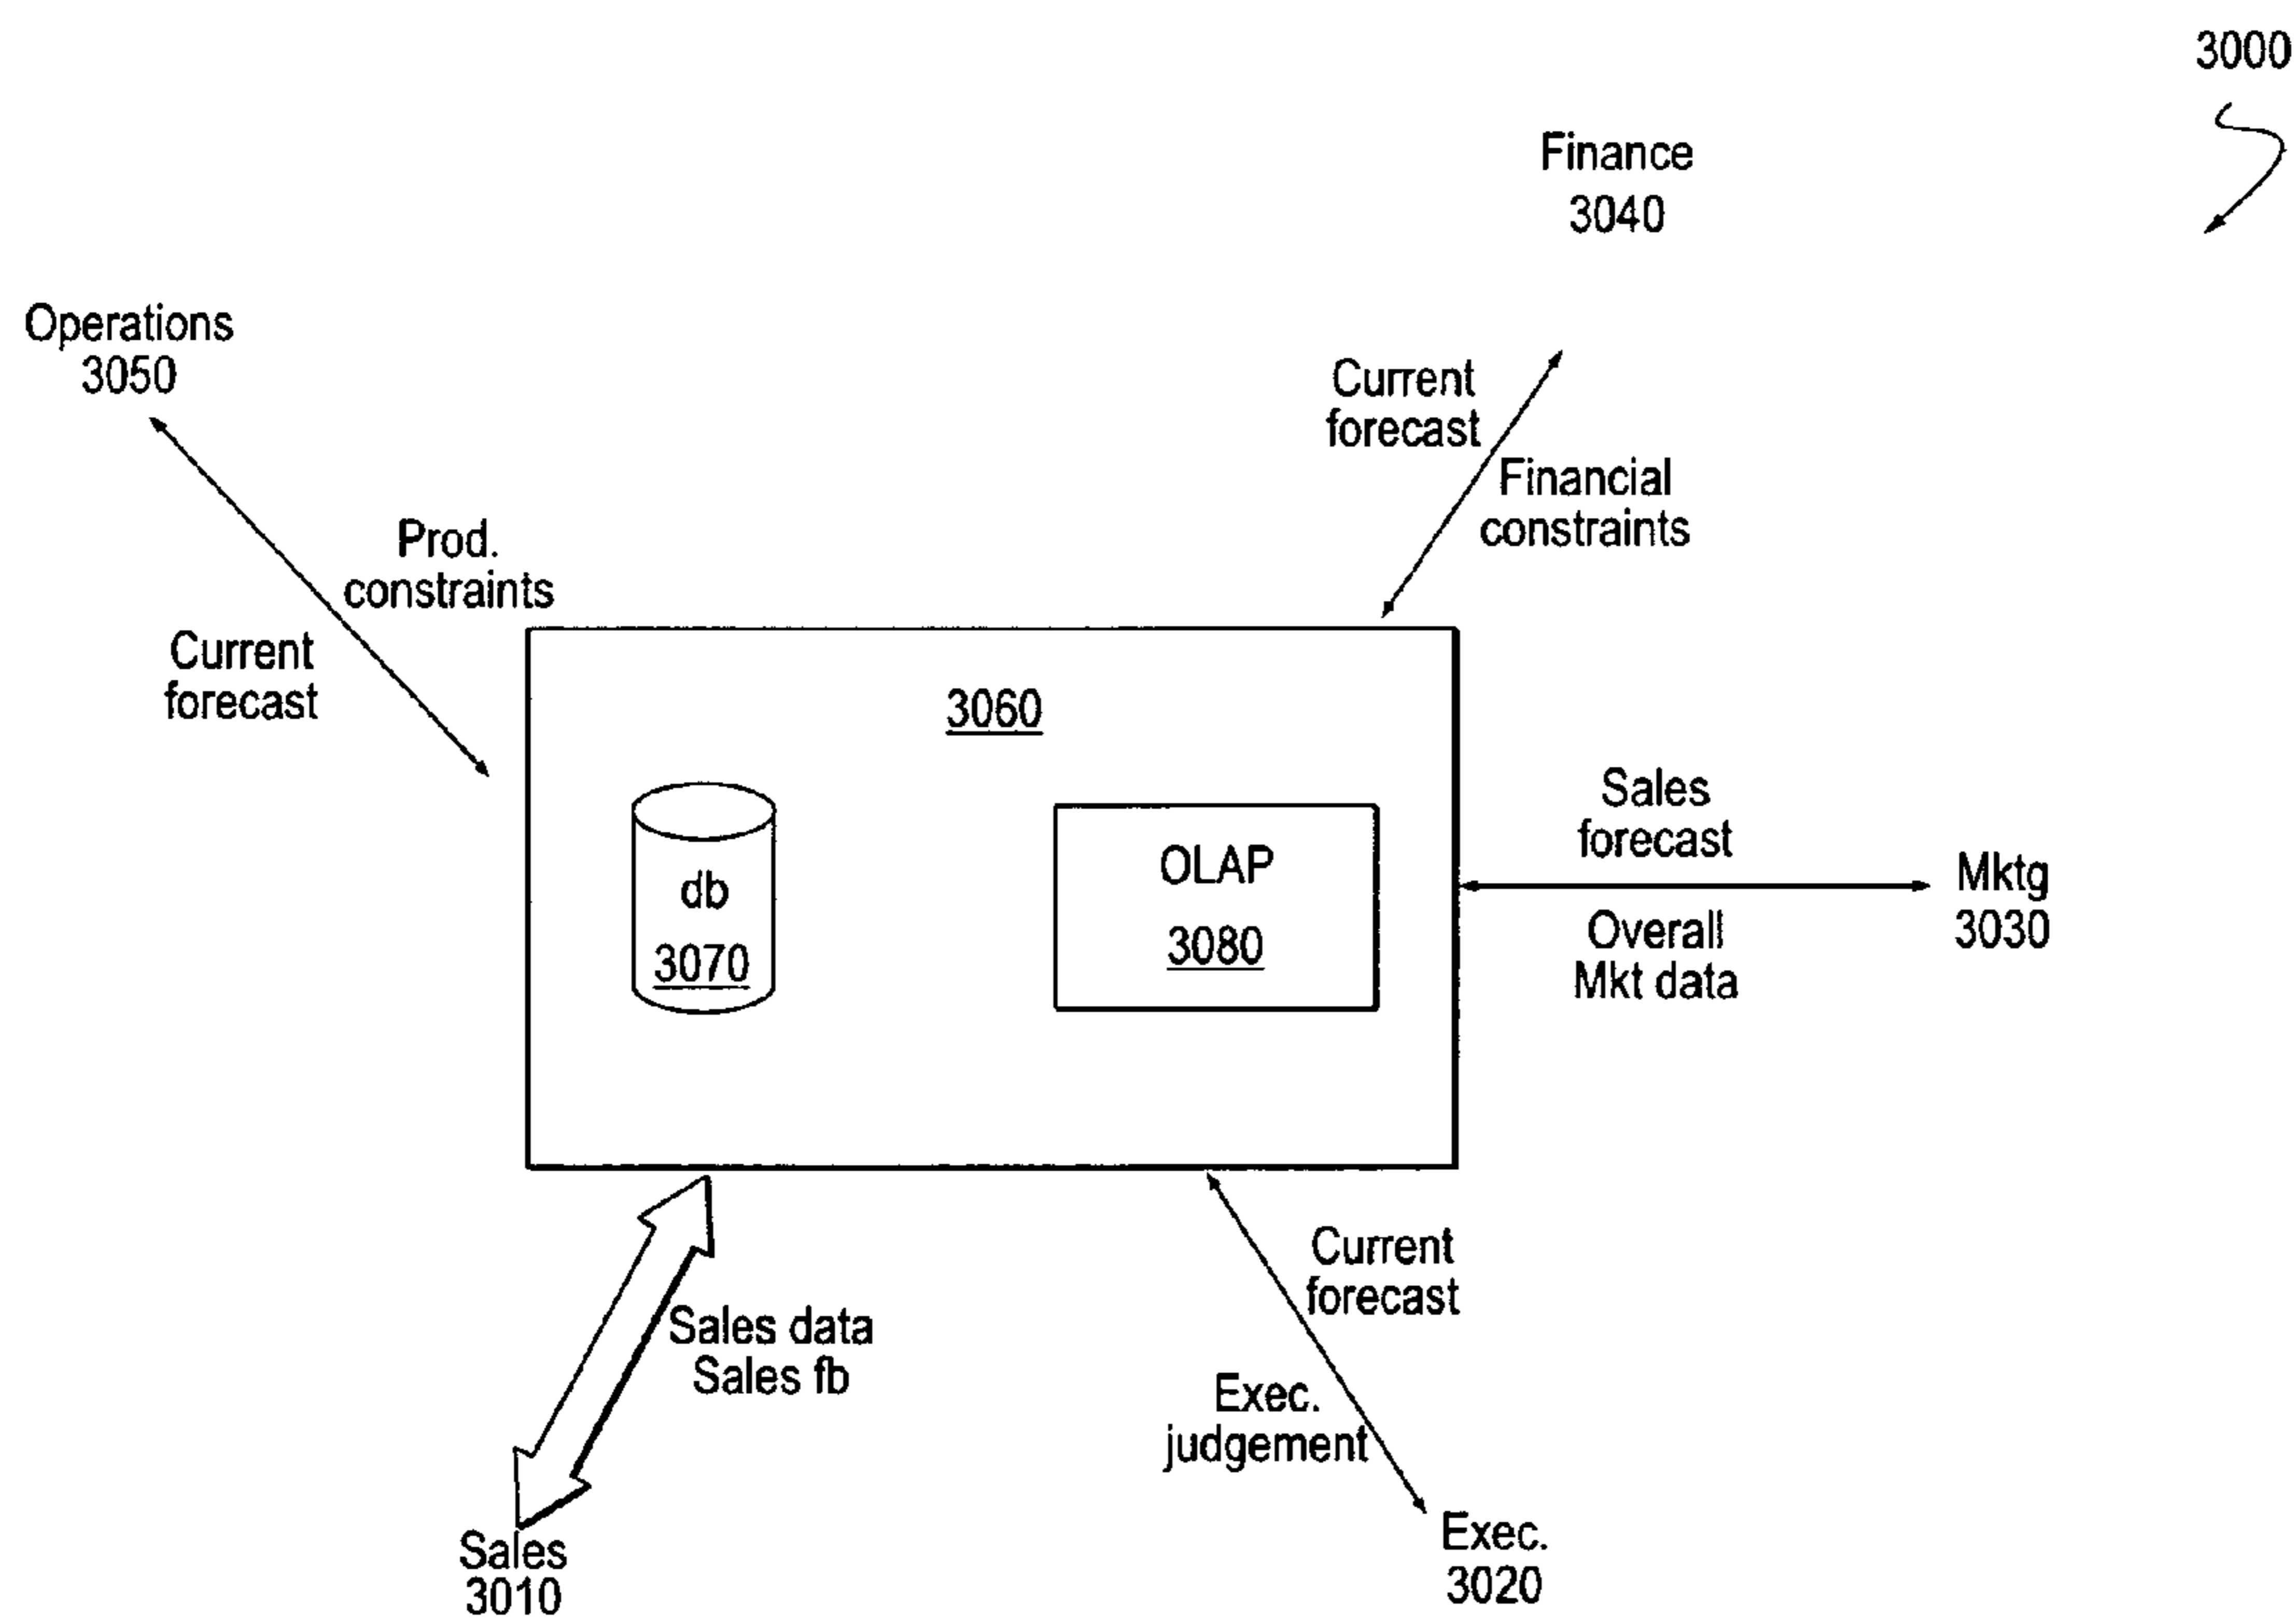 3000
Finance
3040
Operations
3050
Current
forecast
Financial
constraints
Prod.
constraints
Current
forecast
3060
db
3070
OLAP
3080
Sales
forecast
Overall
Mkt data
Mktg
3030
Sales data
Sales fb
Current
forecast
Exec.
judgement
Sales
3010
Exec.
3020